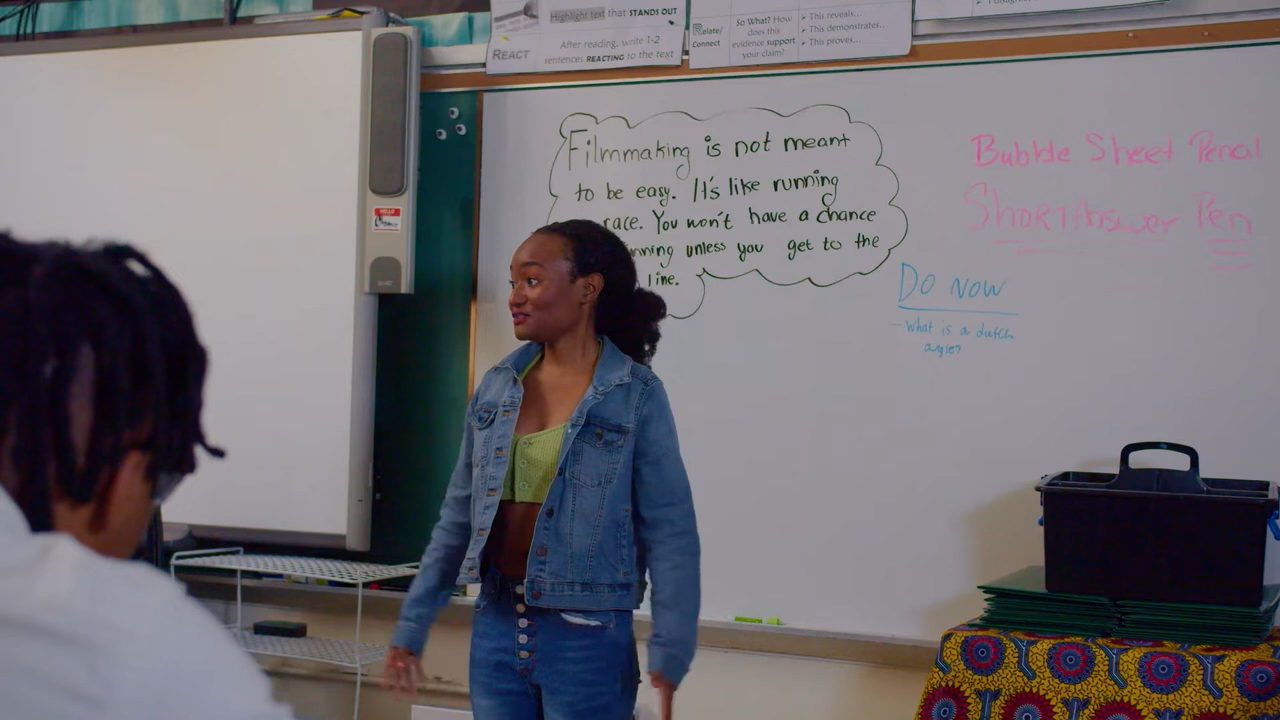 Highlight text that STANDS OUT
REACT
After reading, write 1-2
sentences REACTING to the text
Relate/
Connect
So What? How
does this
evidence support
your claim?
➢ This reveals...
➢ This demonstrates...
➢ This proves...
Filmmaking is not meant
to be easy. It's like running
race. You won't have a chance
unless you get to the
line.
Bubble Sheet Pencil
Short Answer Pen
DO NOW
- What is a dutch
angle?
HELLO